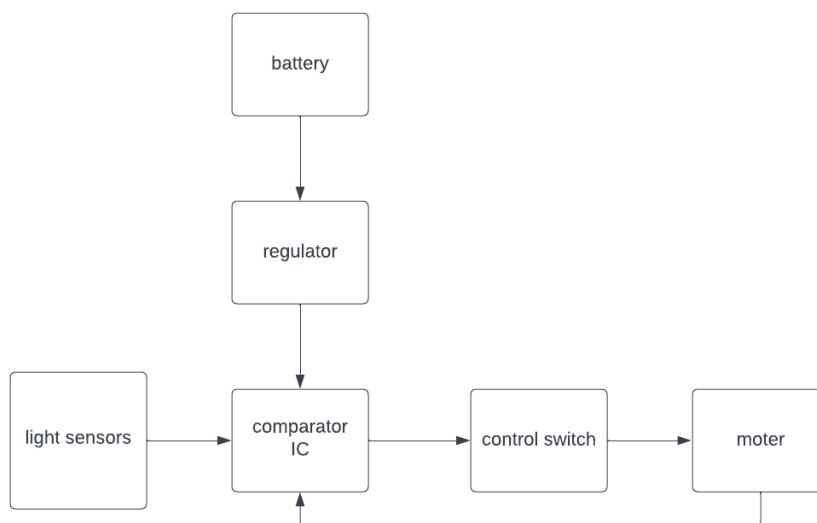 battery
regulator
light sensors
comparator
IC
control switch
moter